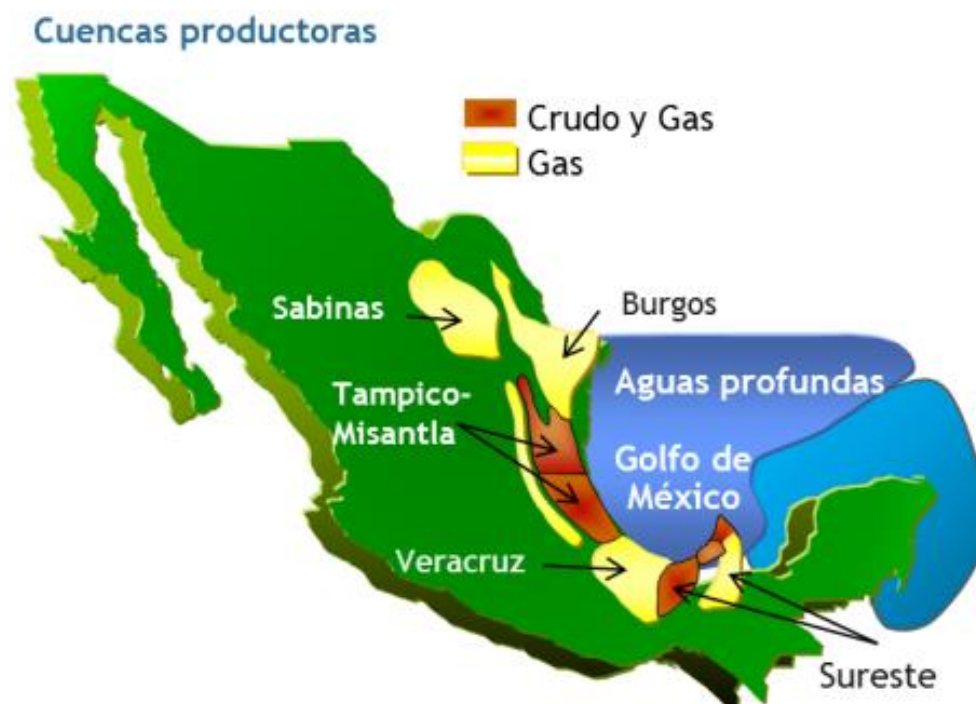 Cuencas productoras
Crudo y Gas
Gas
Sabinas
Burgos
Tampico-
Misantla
Aguas profundas
Golfo de
México
Veracruz
Sureste